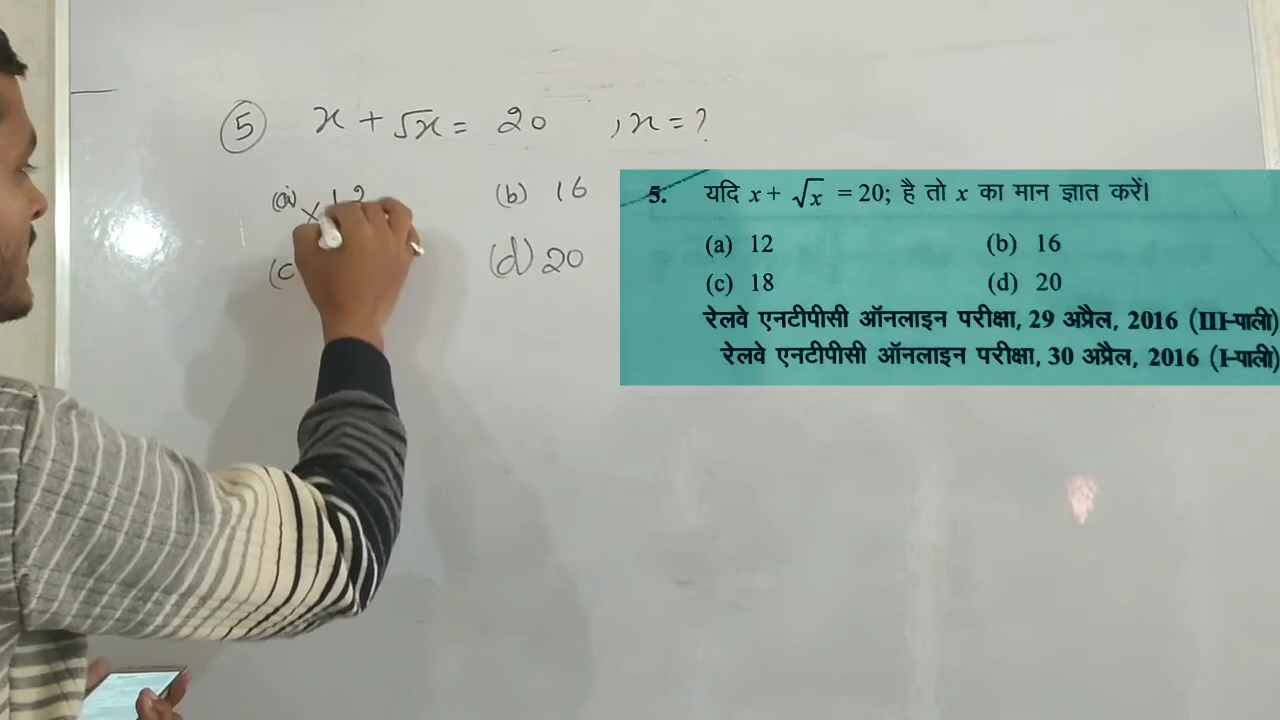 ⑤ x + √x = 20 , x = ?
(a) 12
(b) 16
(c
(d) 20
5. यदि x + √x = 20; है तो x का मान ज्ञात करें।
(a) 12 (b) 16
(c) 18 (d) 20
रेलवे एनटीपीसी ऑनलाइन परीक्षा, 29 अप्रैल, 2016 (III-पाली)
रेलवे एनटीपीसी ऑनलाइन परीक्षा, 30 अप्रैल, 2016 (I-पाली)